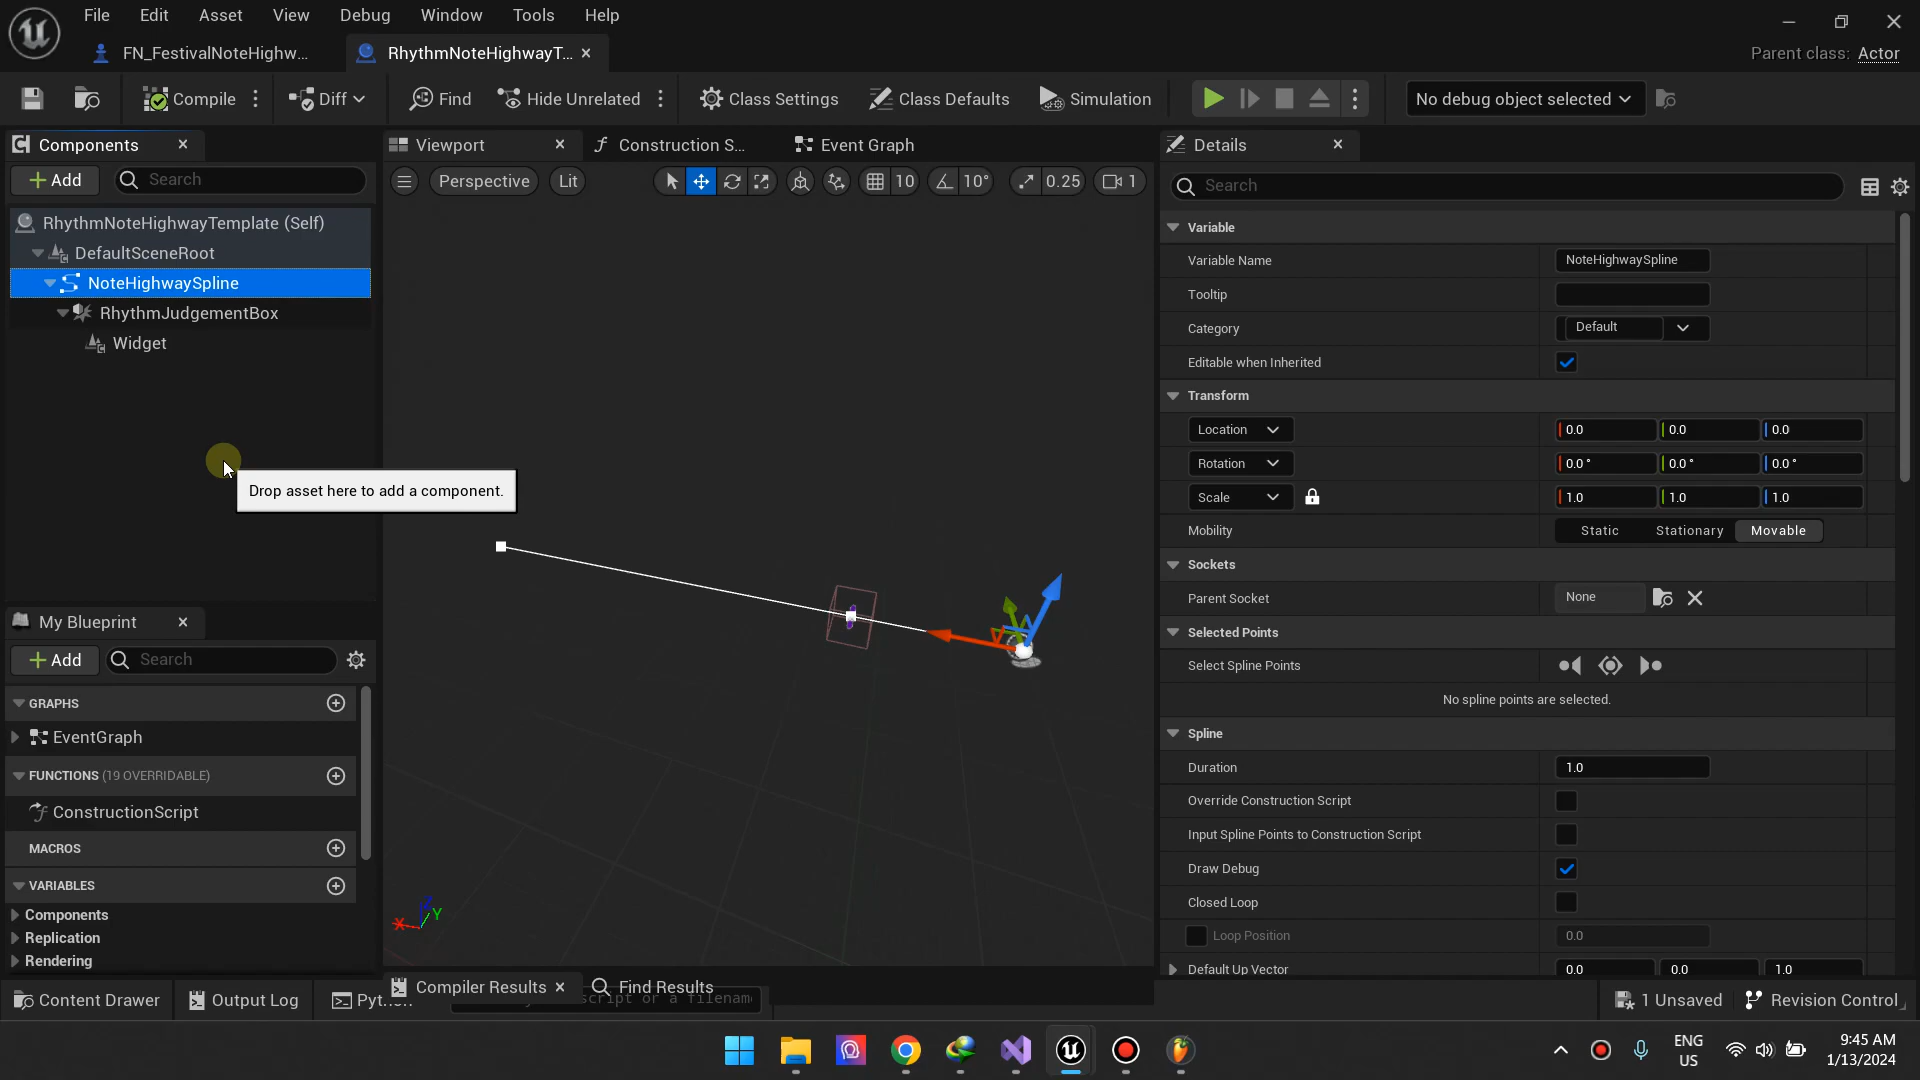 File Edit Asset View Debug Window Tools Help
FN_FestivalNoteHighw...
RhythmNoteHighwayT...
Parent class: Actor
Compile
Diff
Find
Hide Unrelated
Class Settings
Class Defaults
Simulation
No debug object selected
Components
Add
Search
RhythmNoteHighwayTemplate (Self)
DefaultSceneRoot
NoteHighwaySpline
RhythmJudgementBox
Widget
Drop asset here to add a component.
My Blueprint
Add
Search
GRAPHS
EventGraph
FUNCTIONS (19 OVERRIDABLE)
ConstructionScript
MACROS
VARIABLES
Components
Replication
Rendering
Viewport
Construction S...
Event Graph
Perspective
Lit
10
10°
0.25
1
Z
X
Y
Compiler Results
Find Results
Details
Search
Variable
Variable Name NoteHighwaySpline
Tooltip
Category Default
Editable when Inherited
Transform
Location 0.0 0.0 0.0
Rotation 0.0 ° 0.0 ° 0.0 °
Scale 1.0 1.0 1.0
Mobility Static Stationary Movable
Sockets
Parent Socket None
Selected Points
Select Spline Points
No spline points are selected.
Spline
Duration 1.0
Override Construction Script
Input Spline Points to Construction Script
Draw Debug
Closed Loop
Loop Position 0.0
Default Up Vector 0.0 0.0 1.0
Content Drawer
Output Log
script or a filename
1 Unsaved
Revision Control
ENG
US
9:45 AM
1/13/2024